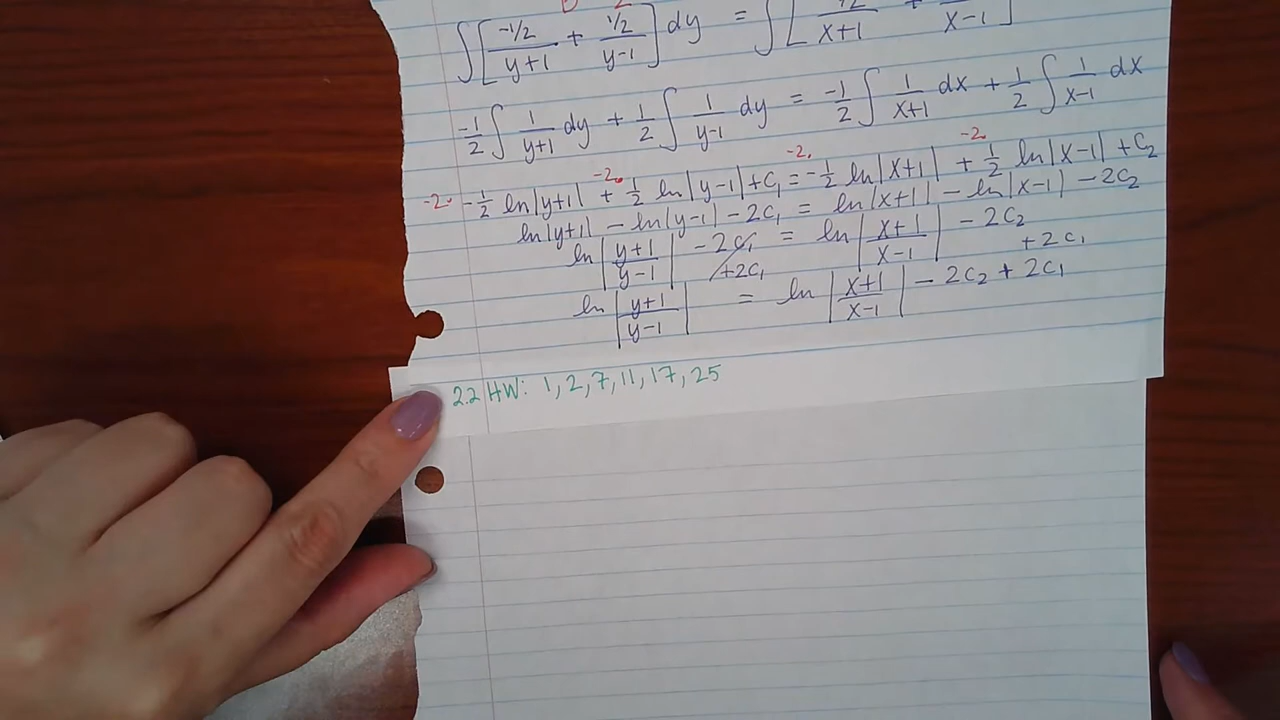 ∫[ -1/2 / y+1 + 1/2 / y-1 ] dy = ∫[ / x+1 + / x-1 ]
-1/2 ∫ 1/y+1 dy + 1/2 ∫ 1/y-1 dy = -1/2 ∫ 1/x+1 dx + 1/2 ∫ 1/x-1 dx
-2· -1/2 ln|y+1| -2· + 1/2 ln|y-1| + C₁ = -2· -1/2 ln|x+1| -2· + 1/2 ln|x-1| + C₂
ln|y+1| - ln|y-1| - 2C₁ = ln|x+1| - ln|x-1| - 2C₂
ln| y+1 / y-1 | - 2C₁ = ln| x+1 / x-1 | - 2C₂
+2C₁ +2C₁
ln| y+1 / y-1 | = ln| x+1 / x-1 | - 2C₂ + 2C₁
2.2 HW: 1, 2, 7, 11, 17, 25